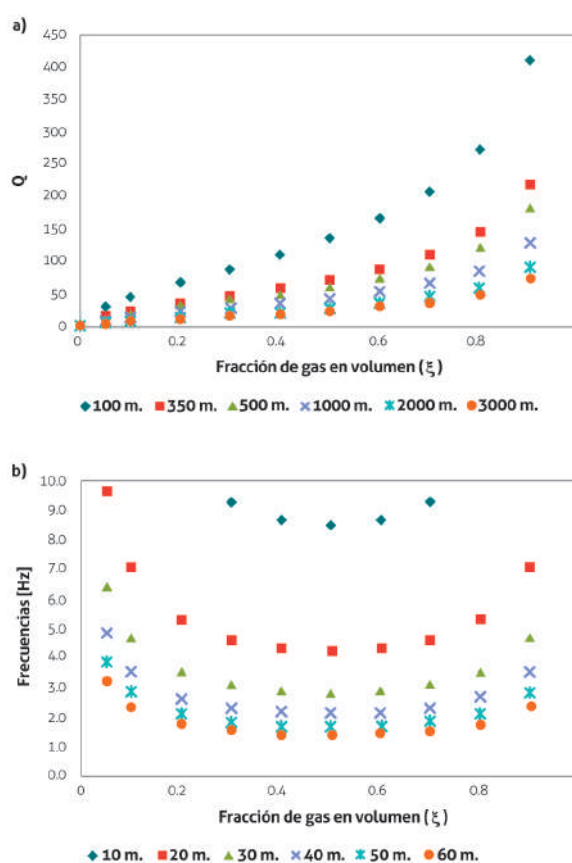 a)
450
400
350
300
250
200
150
100
50
0
Q
0 0.2 0.4 0.6 0.8
Fracción de gas en volumen (ξ)
100 m. 350 m. 500 m. 1000 m. 2000 m. 3000 m.
b)
10.0
9.0
8.0
7.0
6.0
5.0
4.0
3.0
2.0
1.0
0.0
Frecuencias [Hz]
0.2 0.4 0.6 0.8
Fracción de gas en volumen (ξ)
10 m. 20 m. 30 m. 40 m. 50 m. 60 m.